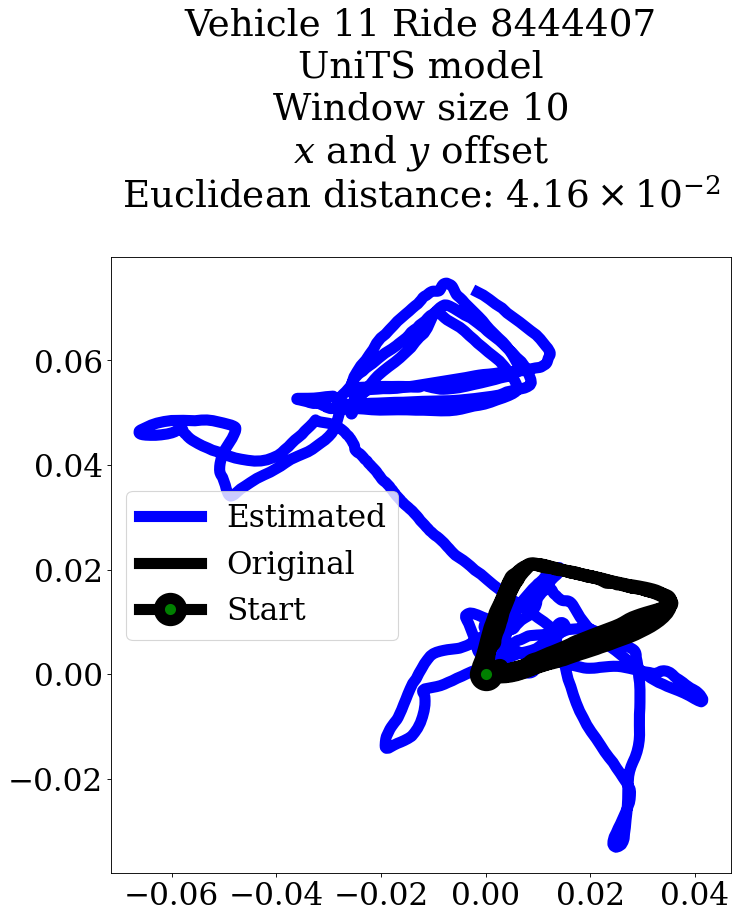 Vehicle 11 Ride 8444407
UniTS model
Window size 10
x and y offset
Euclidean distance: 4.16 × 10⁻²
0.06
0.04
0.02
0.00
−0.02
Estimated
Original
Start
−0.06 −0.04 −0.02 0.00 0.02 0.04